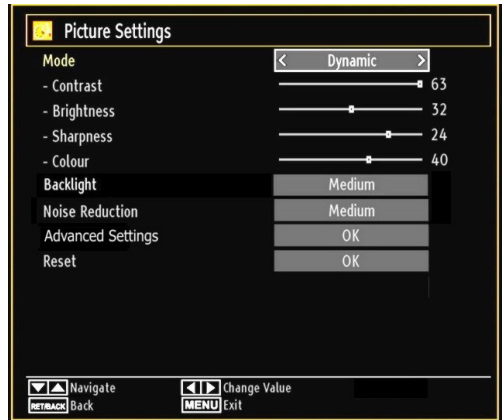 Picture Settings
Mode < Dynamic >
- Contrast 63
- Brightness 32
- Sharpness 24
- Colour 40
Backlight Medium
Noise Reduction Medium
Advanced Settings OK
Reset OK
Navigate Change Value
RET/BACK Back MENU Exit